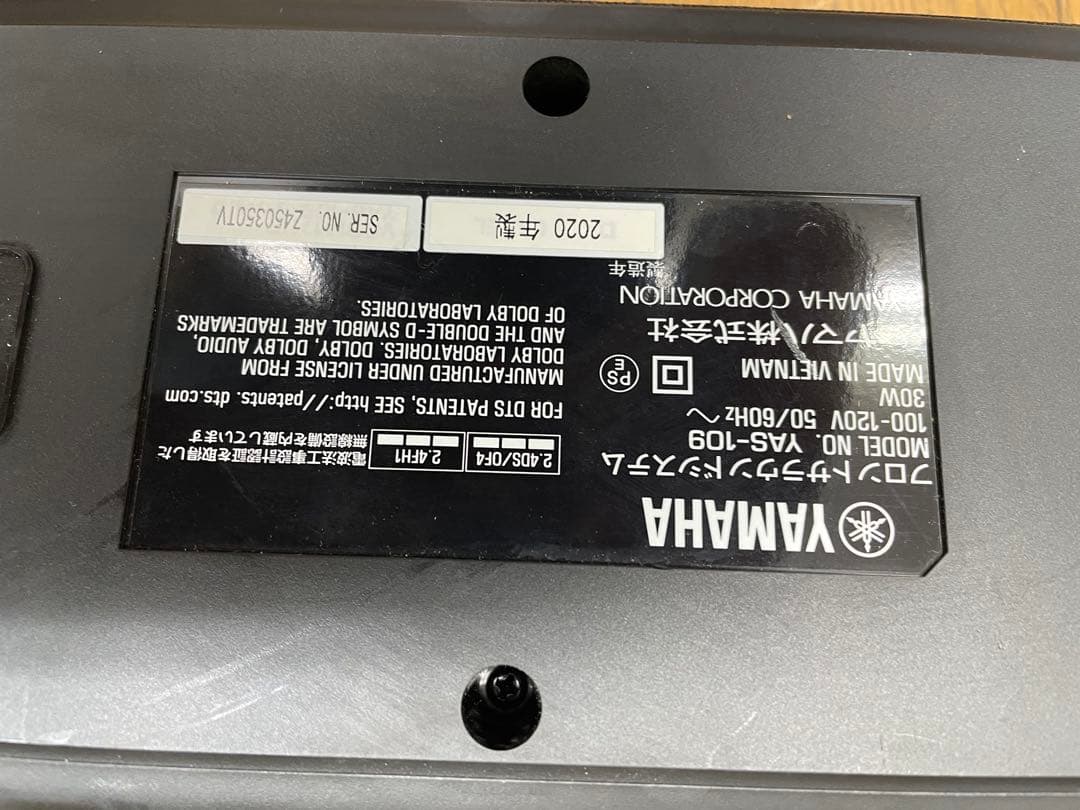 YAMAHA
フロントサラウンドシステム
MODEL NO. YAS-109
100-120V 50/60Hz～
30W
MADE IN VIETNAM
PS
E
ヤマハ株式会社
YAMAHA CORPORATION
製造年
2020 年製
2.4DS/OF4
2.4FH1
電波法工事設計認証を取得した
無線設備を内蔵しています
FOR DTS PATENTS, SEE http://patents.dts.com
MANUFACTURED UNDER LICENSE FROM
DOLBY LABORATORIES. DOLBY, DOLBY AUDIO,
AND THE DOUBLE-D SYMBOL ARE TRADEMARKS
OF DOLBY LABORATORIES.
SER. NO. Z450350TV